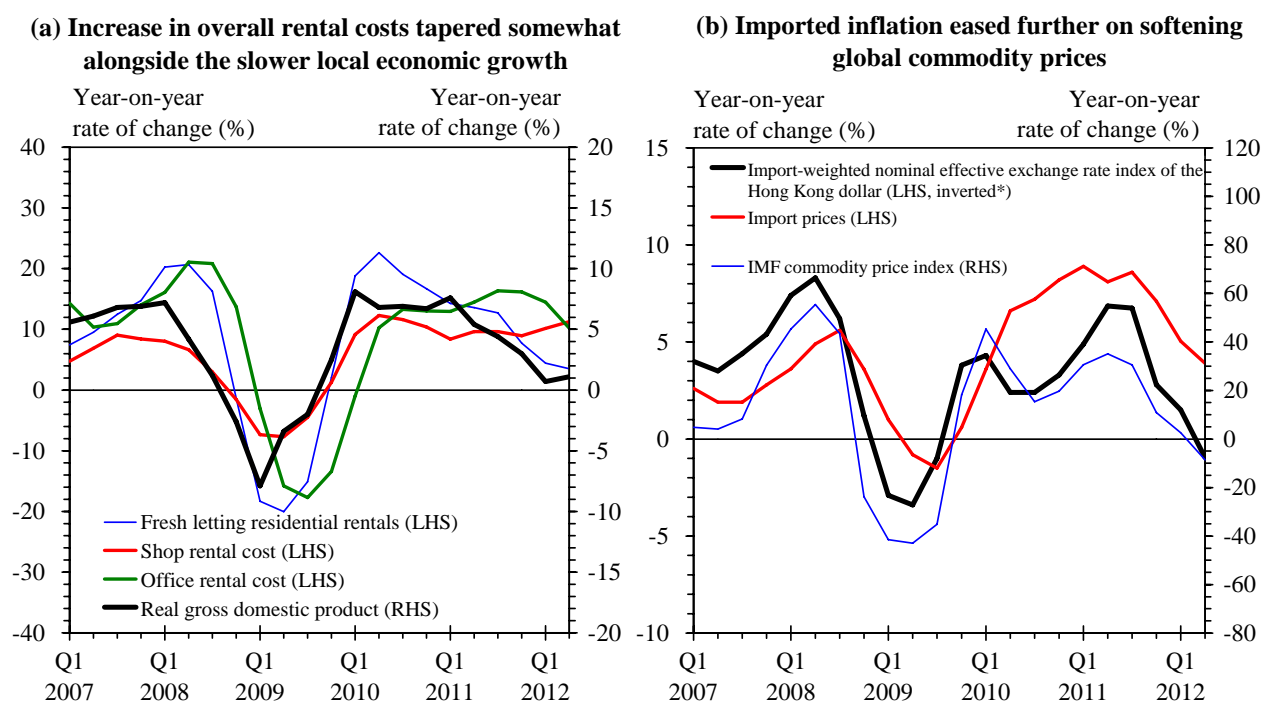 (a) Increase in overall rental costs tapered somewhat
alongside the slower local economic growth
Year-on-year
rate of change (%)
Year-on-year
rate of change (%)
40
30
20
10
0
-10
-20
-30
-40
20
15
10
5
0
-5
-10
-15
-20
Fresh letting residential rentals (LHS)
Shop rental cost (LHS)
Office rental cost (LHS)
Real gross domestic product (RHS)
Q1 Q1 Q1 Q1 Q1 Q1
2007 2008 2009 2010 2011 2012
(b) Imported inflation eased further on softening
global commodity prices
Year-on-year
rate of change (%)
Year-on-year
rate of change (%)
15
10
5
0
-5
-10
120
100
80
60
40
20
0
-20
-40
-60
-80
Import-weighted nominal effective exchange rate index of the
Hong Kong dollar (LHS, inverted*)
Import prices (LHS)
IMF commodity price index (RHS)
Q1 Q1 Q1 Q1 Q1 Q1
2007 2008 2009 2010 2011 2012